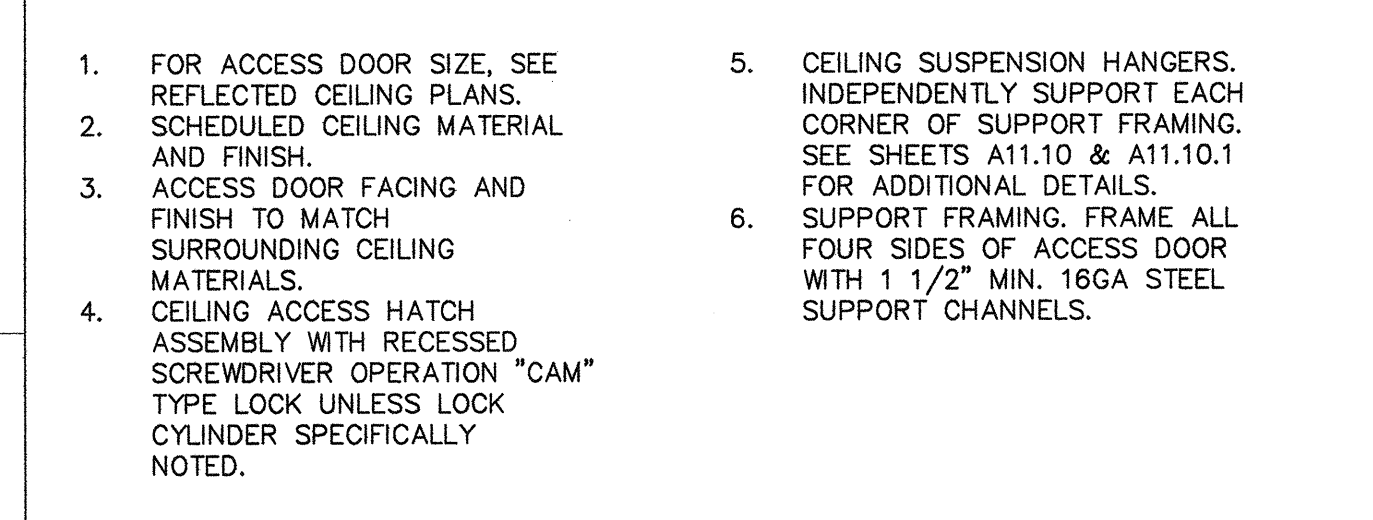 1. FOR ACCESS DOOR SIZE, SEE
REFLECTED CEILING PLANS.
2. SCHEDULED CEILING MATERIAL
AND FINISH.
3. ACCESS DOOR FACING AND
FINISH TO MATCH
SURROUNDING CEILING
MATERIALS.
4. CEILING ACCESS HATCH
ASSEMBLY WITH RECESSED
SCREWDRIVER OPERATION "CAM"
TYPE LOCK UNLESS LOCK
CYLINDER SPECIFICALLY
NOTED.
5. CEILING SUSPENSION HANGERS.
INDEPENDENTLY SUPPORT EACH
CORNER OF SUPPORT FRAMING.
SEE SHEETS A11.10 & A11.10.1
FOR ADDITIONAL DETAILS.
6. SUPPORT FRAMING. FRAME ALL
FOUR SIDES OF ACCESS DOOR
WITH 1 1/2" MIN. 16GA STEEL
SUPPORT CHANNELS.